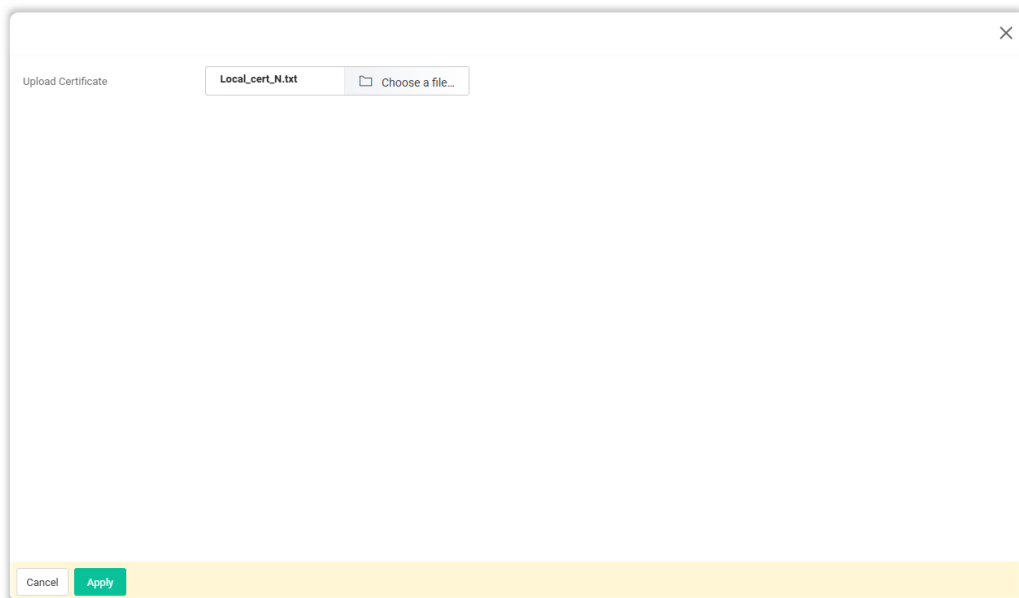 Upload Certificate
Local_cert_N.txt
Choose a file...
Cancel
Apply